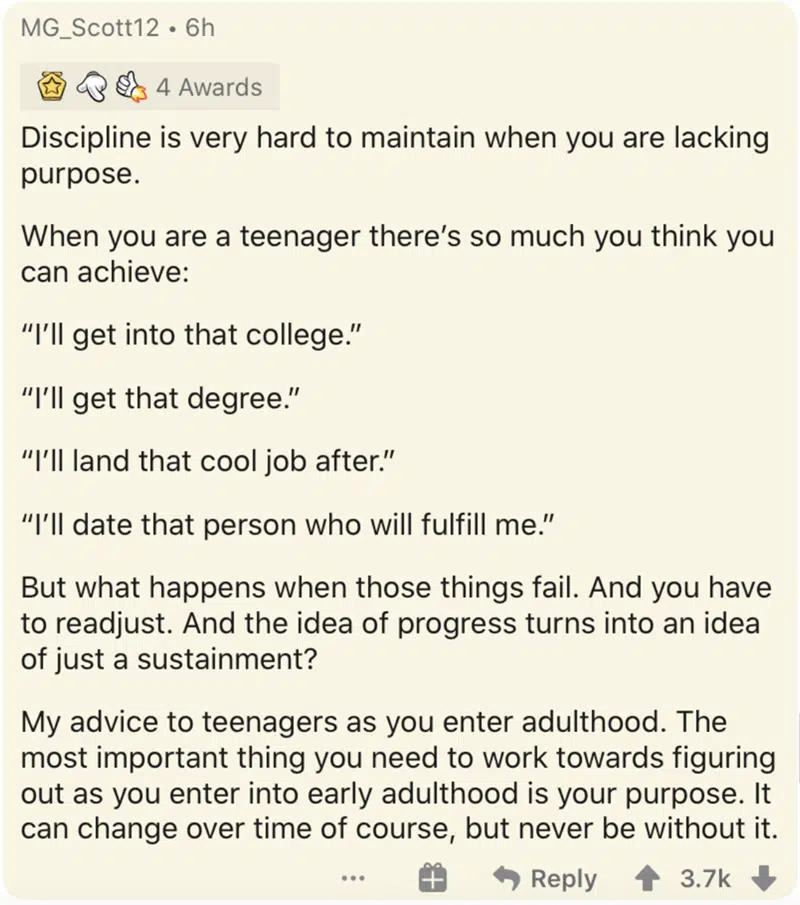 MG_Scott12 • 6h
4 Awards
Discipline is very hard to maintain when you are lacking
purpose.
When you are a teenager there’s so much you think you
can achieve:
“I’ll get into that college.”
“I’ll get that degree.”
“I’ll land that cool job after.”
“I’ll date that person who will fulfill me.”
But what happens when those things fail. And you have
to readjust. And the idea of progress turns into an idea
of just a sustainment?
My advice to teenagers as you enter adulthood. The
most important thing you need to work towards figuring
out as you enter into early adulthood is your purpose. It
can change over time of course, but never be without it.
... Reply 3.7k